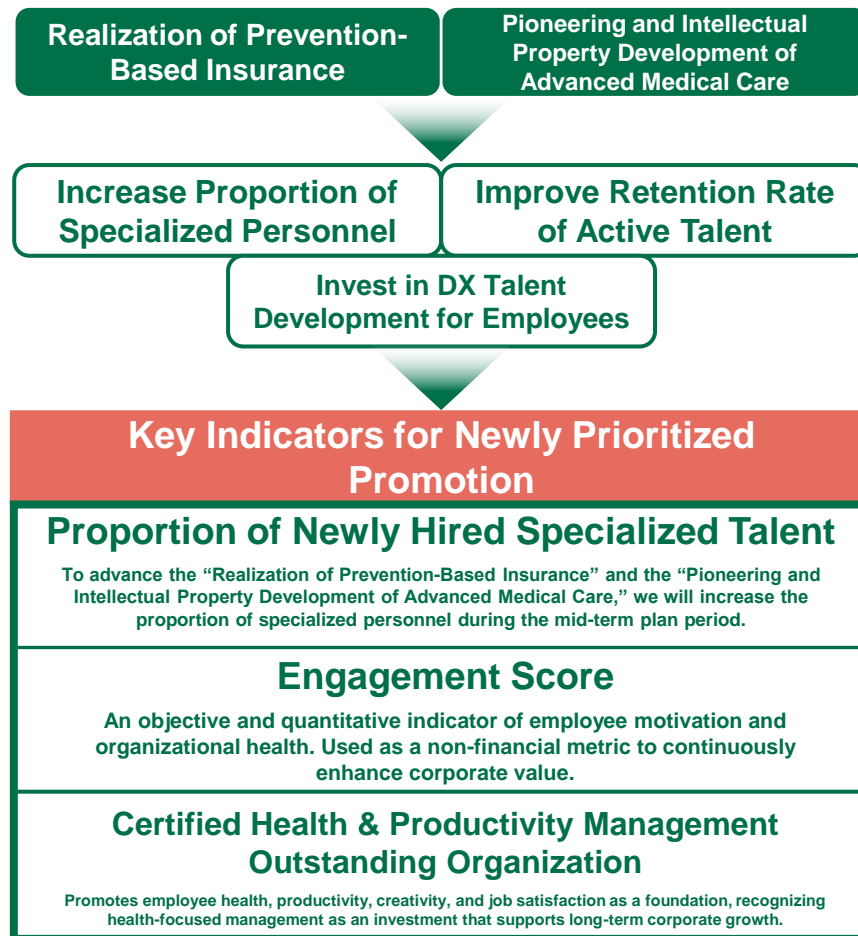 Realization of Prevention-
Based Insurance
Pioneering and Intellectual
Property Development of
Advanced Medical Care
Increase Proportion of
Specialized Personnel
Improve Retention Rate
of Active Talent
Invest in DX Talent
Development for Employees
Key Indicators for Newly Prioritized
Promotion
Proportion of Newly Hired Specialized Talent
To advance the “Realization of Prevention-Based Insurance” and the “Pioneering and
Intellectual Property Development of Advanced Medical Care,” we will increase the
proportion of specialized personnel during the mid-term plan period.
Engagement Score
An objective and quantitative indicator of employee motivation and
organizational health. Used as a non-financial metric to continuously
enhance corporate value.
Certified Health & Productivity Management
Outstanding Organization
Promotes employee health, productivity, creativity, and job satisfaction as a foundation, recognizing
health-focused management as an investment that supports long-term corporate growth.